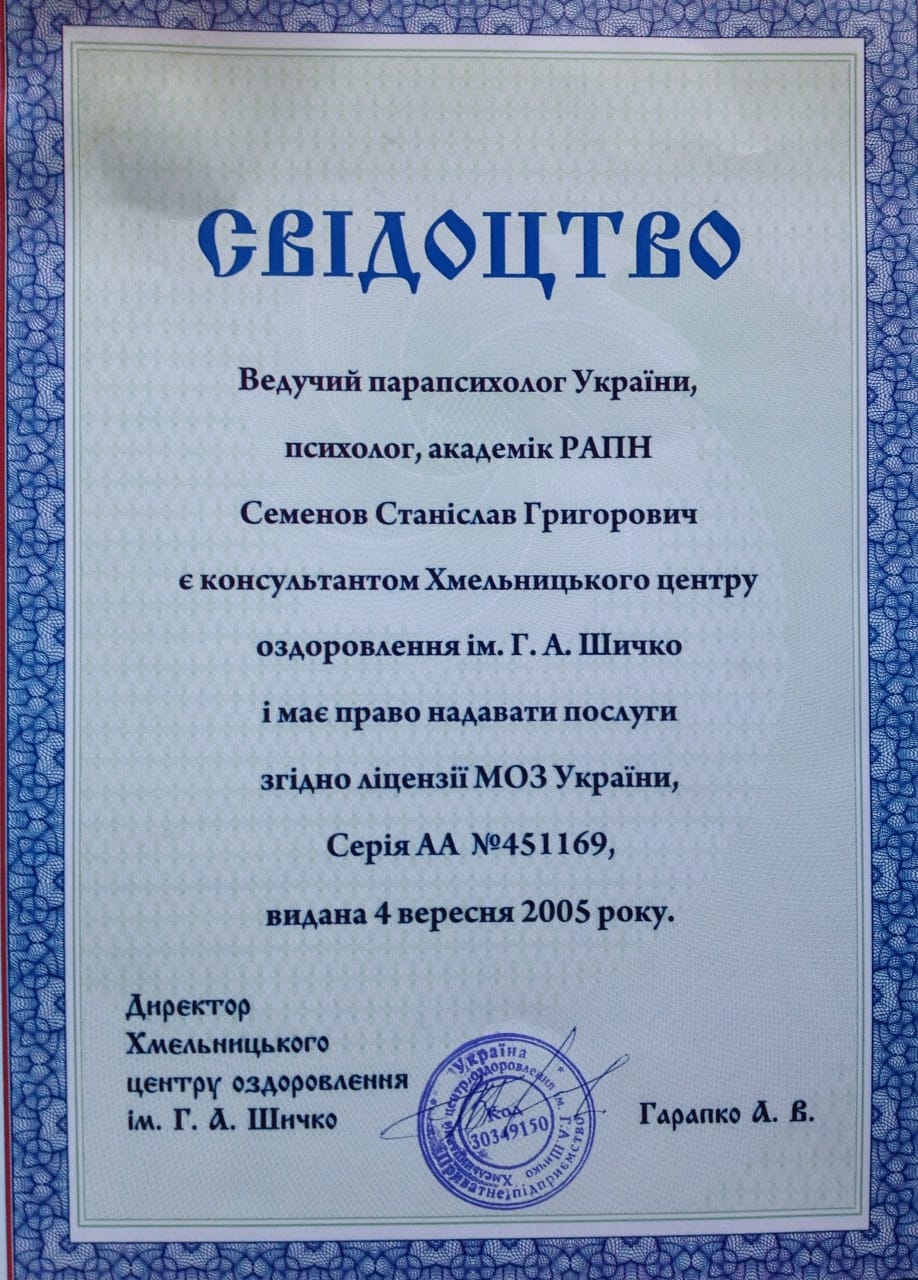 СВІДОЦТВО
Ведучий парапсихолог України,
психолог, академік РАПН
Семенов Станіслав Григорович
є консультантом Хмельницького центру
оздоровлення ім. Г. А. Шичко
і має право надавати послуги
згідно ліцензії МОЗ України,
Серія АА №451169,
видана 4 вересня 2005 року.
Директор
Хмельницького
центру оздоровлення
ім. Г. А. Шичко
Гарапко А. В.
Україна
Приватне підприємство
Хмельницький центр оздоровлення ім. Г.А.Шичко
Код
30349150